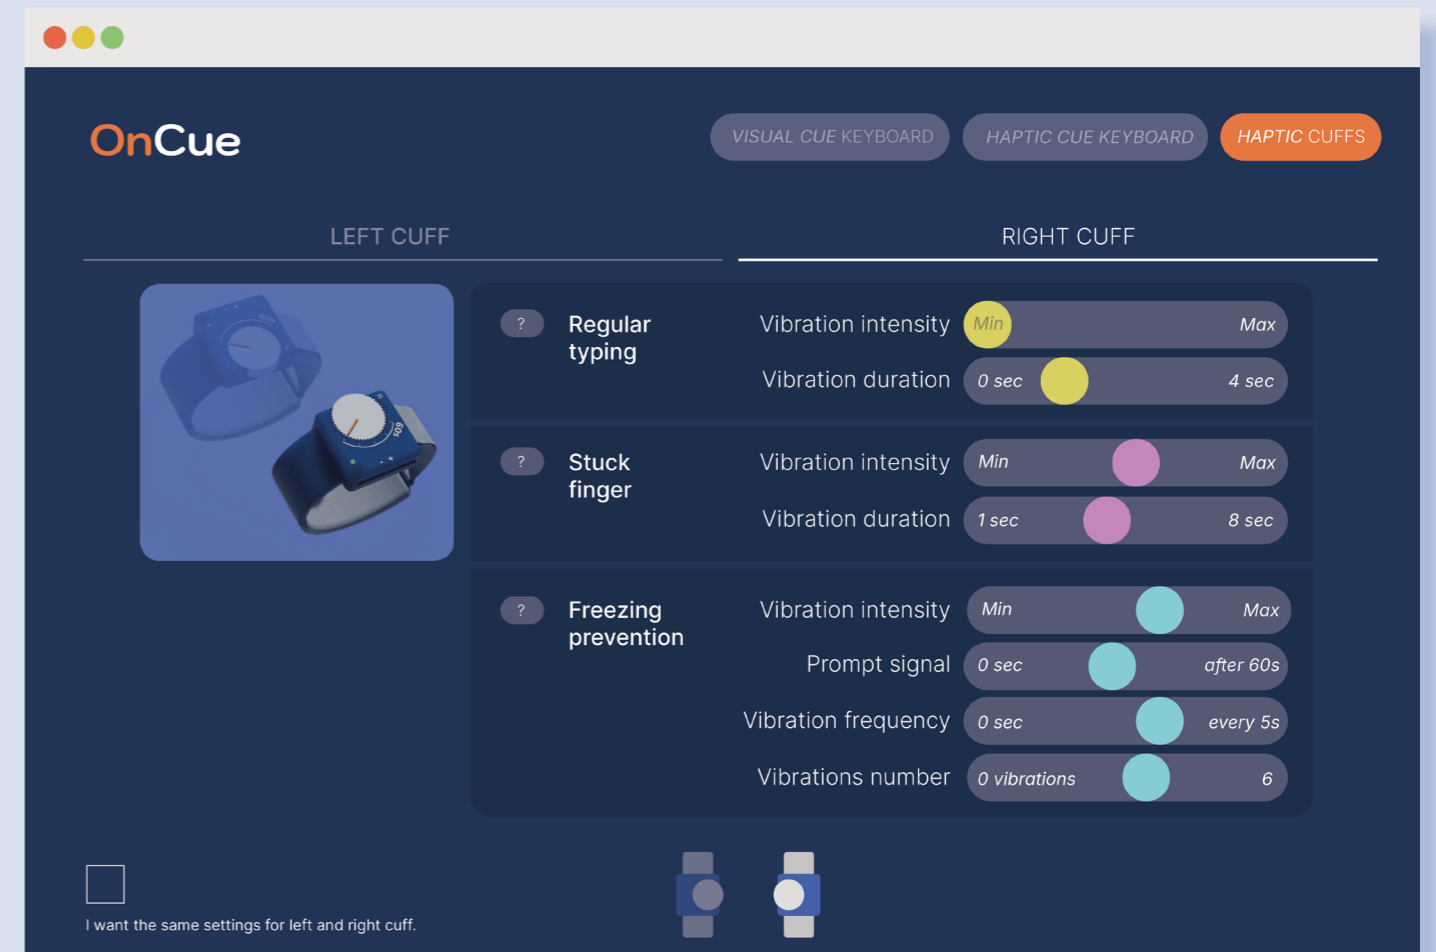 OnCue
VISUAL CUE KEYBOARD
HAPTIC CUE KEYBOARD
HAPTIC CUFFS
LEFT CUFF
RIGHT CUFF
?
Regular
typing
Vibration intensity
Min
Max
Vibration duration
0 sec
4 sec
?
Stuck
finger
Vibration intensity
Min
Max
Vibration duration
1 sec
8 sec
?
Freezing
prevention
Vibration intensity
Min
Max
Prompt signal
0 sec
after 60s
Vibration frequency
0 sec
every 5s
Vibrations number
0 vibrations
6
I want the same settings for left and right cuff.